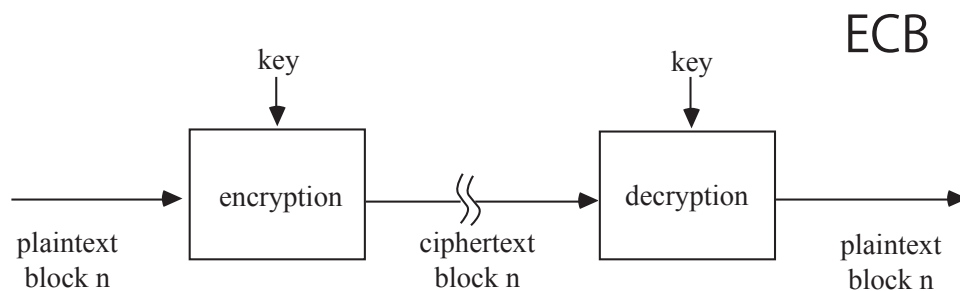 ECB
key
key
encryption
decryption
plaintext
block n
ciphertext
block n
plaintext
block n